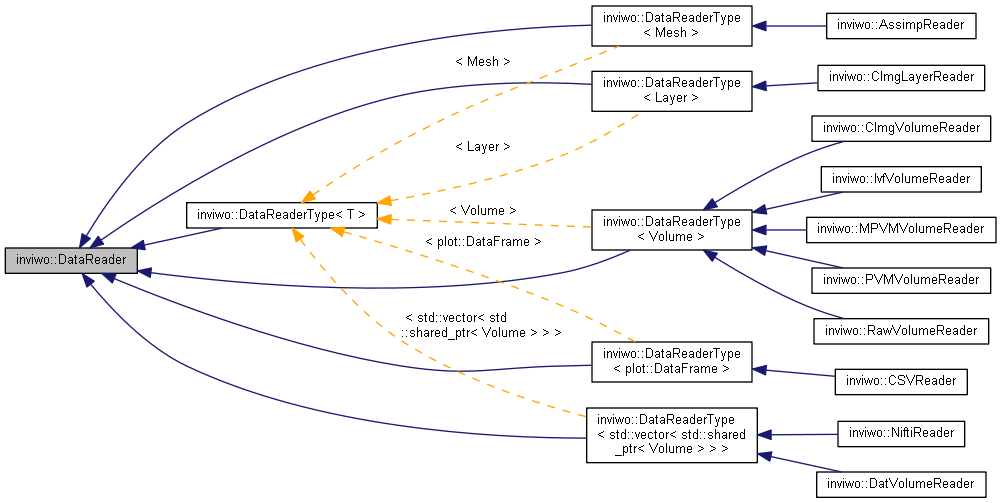 inviwo::DataReaderType
< Mesh >
inviwo::AssimpReader
< Mesh >
inviwo::DataReaderType
< Layer >
inviwo::CImgLayerReader
< Layer >
inviwo::CImgVolumeReader
inviwo::IvfVolumeReader
inviwo::DataReaderType< T >
< Volume >
inviwo::DataReaderType
< Volume >
inviwo::MPVMVolumeReader
< plot::DataFrame >
inviwo::DataReader
inviwo::PVMVolumeReader
< std::vector< std
::shared_ptr< Volume > > >
inviwo::RawVolumeReader
inviwo::DataReaderType
< plot::DataFrame >
inviwo::CSVReader
inviwo::DataReaderType
< std::vector< std::shared
_ptr< Volume > > >
inviwo::NiftiReader
inviwo::DatVolumeReader